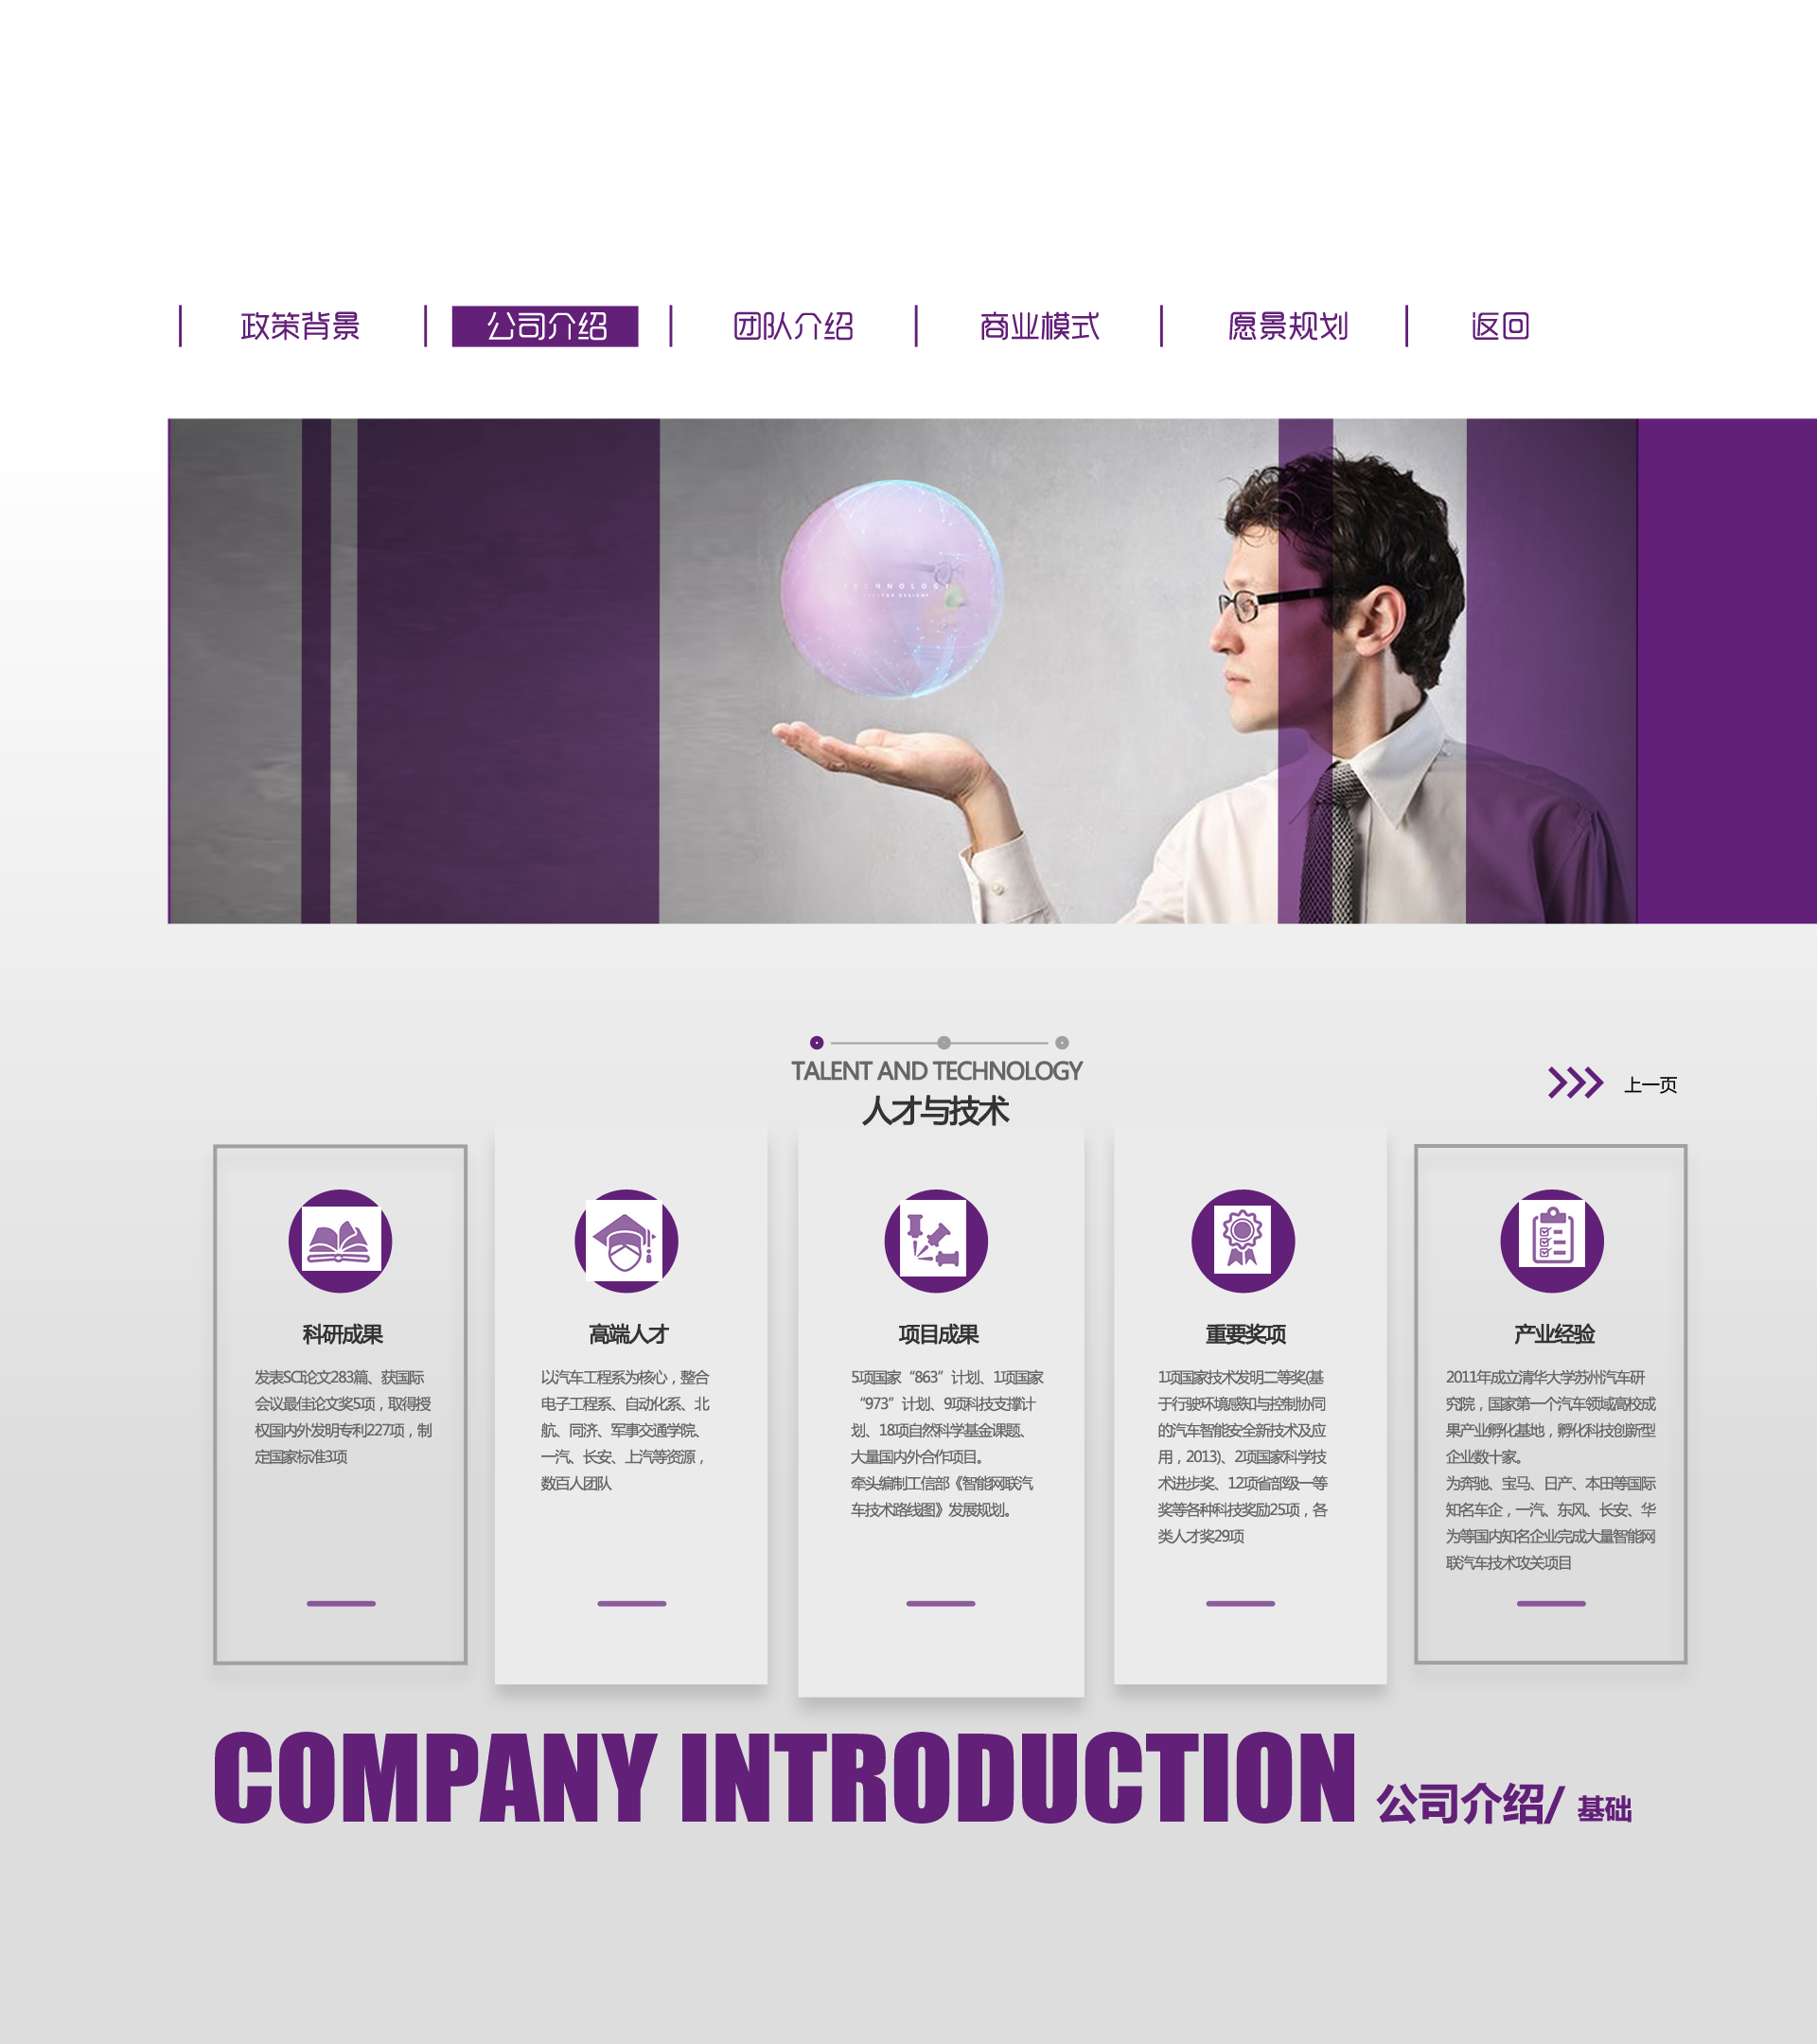 政策背景
公司介绍
团队介绍
商业模式
愿景规划
返回
TECHNOLOGY
TALENT AND TECHNOLOGY
人才与技术
上一页
科研成果
发表SCI论文283篇、获国际
会议最佳论文奖5项，取得授
权国内外发明专利227项，制
定国家标准3项
高端人才
以汽车工程系为核心，整合
电子工程系、自动化系、北
航、同济、军事交通学院、
一汽、长安、上汽等资源，
数百人团队
项目成果
5项国家“863”计划、1项国家
“973”计划、9项科技支撑计
划、18项自然科学基金课题、
大量国内外合作项目。
牵头编制工信部《智能网联汽
车技术路线图》发展规划。
重要奖项
1项国家技术发明二等奖(基
于行驶环境感知与控制协同
的汽车智能安全新技术及应
用，2013)、2项国家科学技
术进步奖、12项省部级一等
奖等各种科技奖励25项，各
类人才奖29项
产业经验
2011年成立清华大学苏州汽车研
究院，国家第一个汽车领域高校成
果产业孵化基地，孵化科技创新型
企业数十家。
为奔驰、宝马、日产、本田等国际
知名车企，一汽、东风、长安、华
为等国内知名企业完成大量智能网
联汽车技术攻关项目
COMPANY INTRODUCTION 公司介绍/ 基础